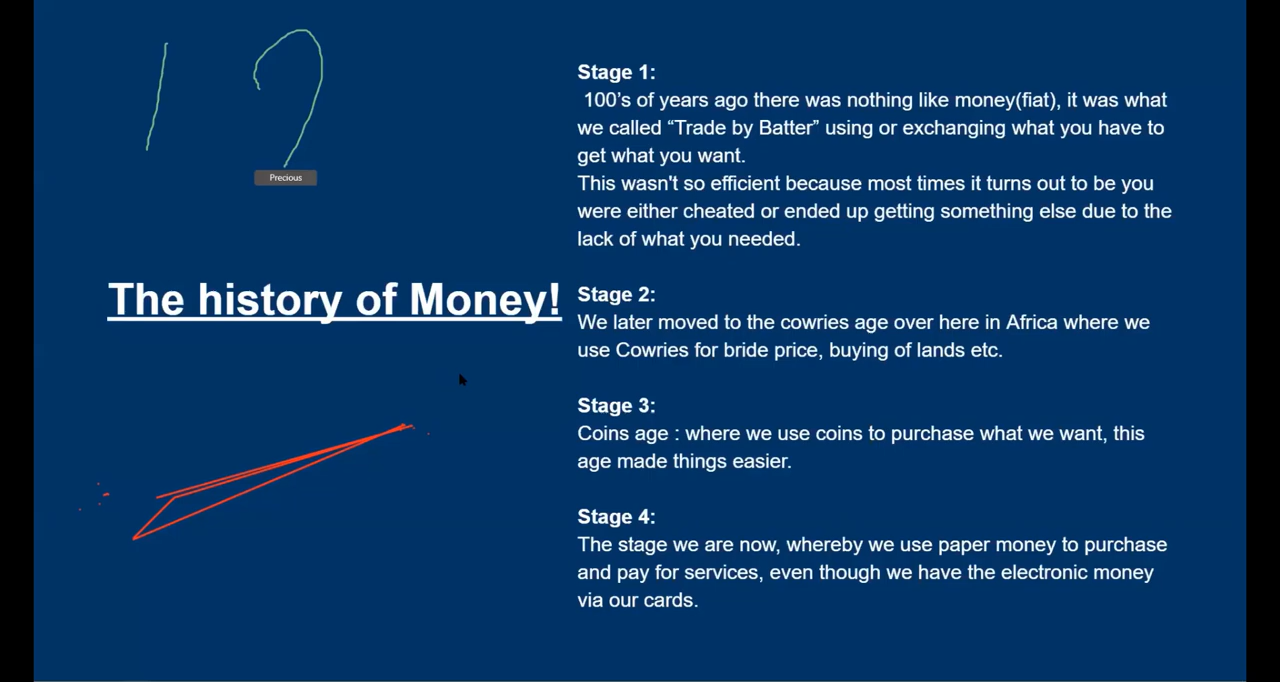 1 ?
Precious
The history of Money!
Stage 1:
100’s of years ago there was nothing like money(fiat), it was what
we called “Trade by Batter” using or exchanging what you have to
get what you want.
This wasn't so efficient because most times it turns out to be you
were either cheated or ended up getting something else due to the
lack of what you needed.
Stage 2:
We later moved to the cowries age over here in Africa where we
use Cowries for bride price, buying of lands etc.
Stage 3:
Coins age : where we use coins to purchase what we want, this
age made things easier.
Stage 4:
The stage we are now, whereby we use paper money to purchase
and pay for services, even though we have the electronic money
via our cards.